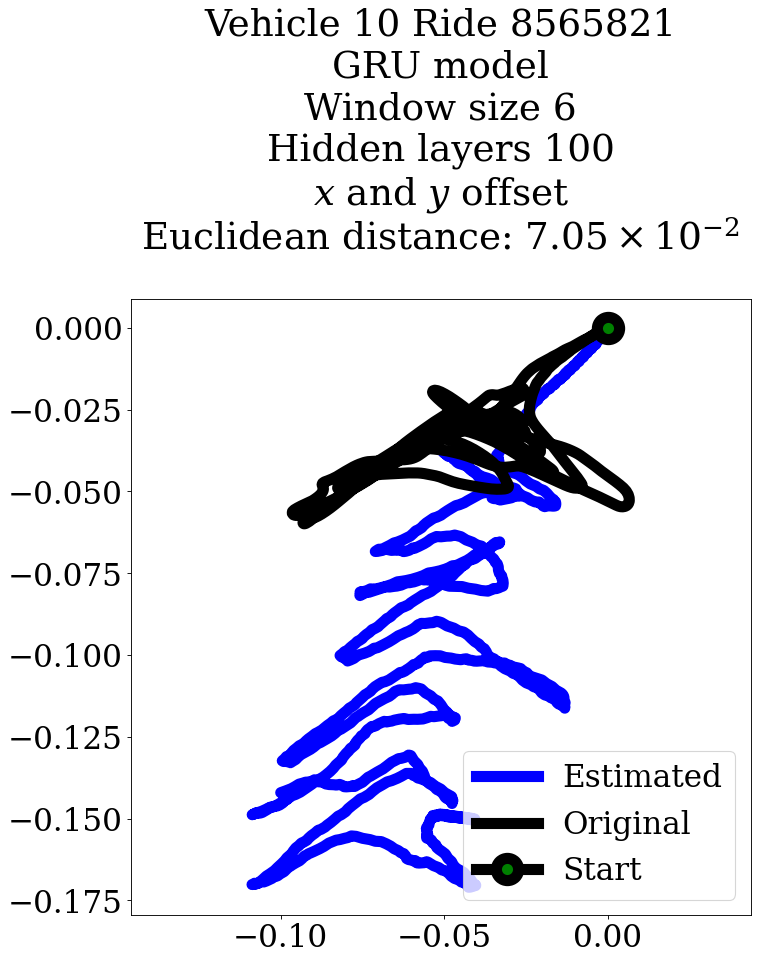 Vehicle 10 Ride 8565821
GRU model
Window size 6
Hidden layers 100
x and y offset
Euclidean distance: 7.05 × 10⁻²
0.000
−0.025
−0.050
−0.075
−0.100
−0.125
−0.150
−0.175
Estimated
Original
Start
−0.10
−0.05
0.00